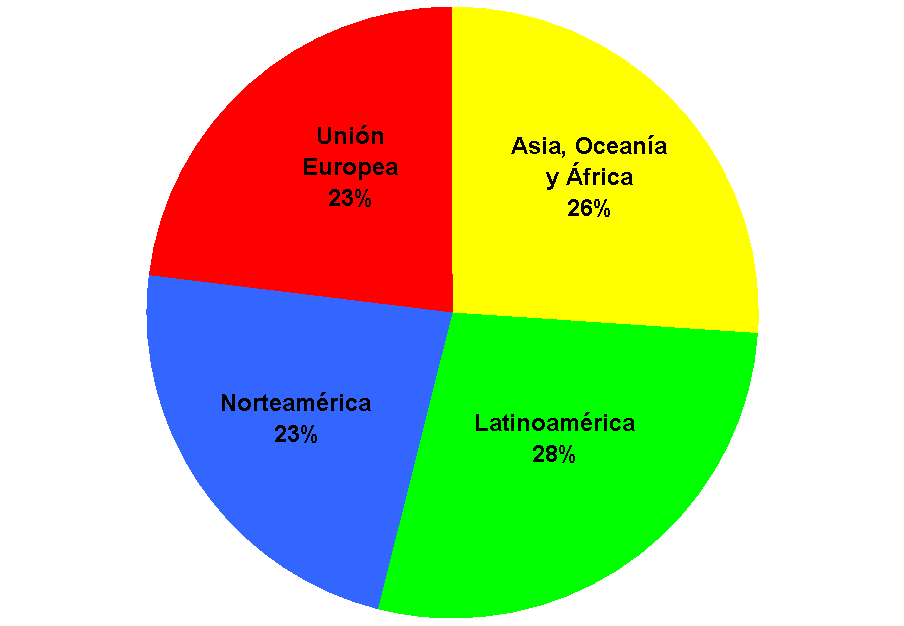 Unión
Europea
23%
Asia, Oceanía
y África
26%
Norteamérica
23%
Latinoamérica
28%